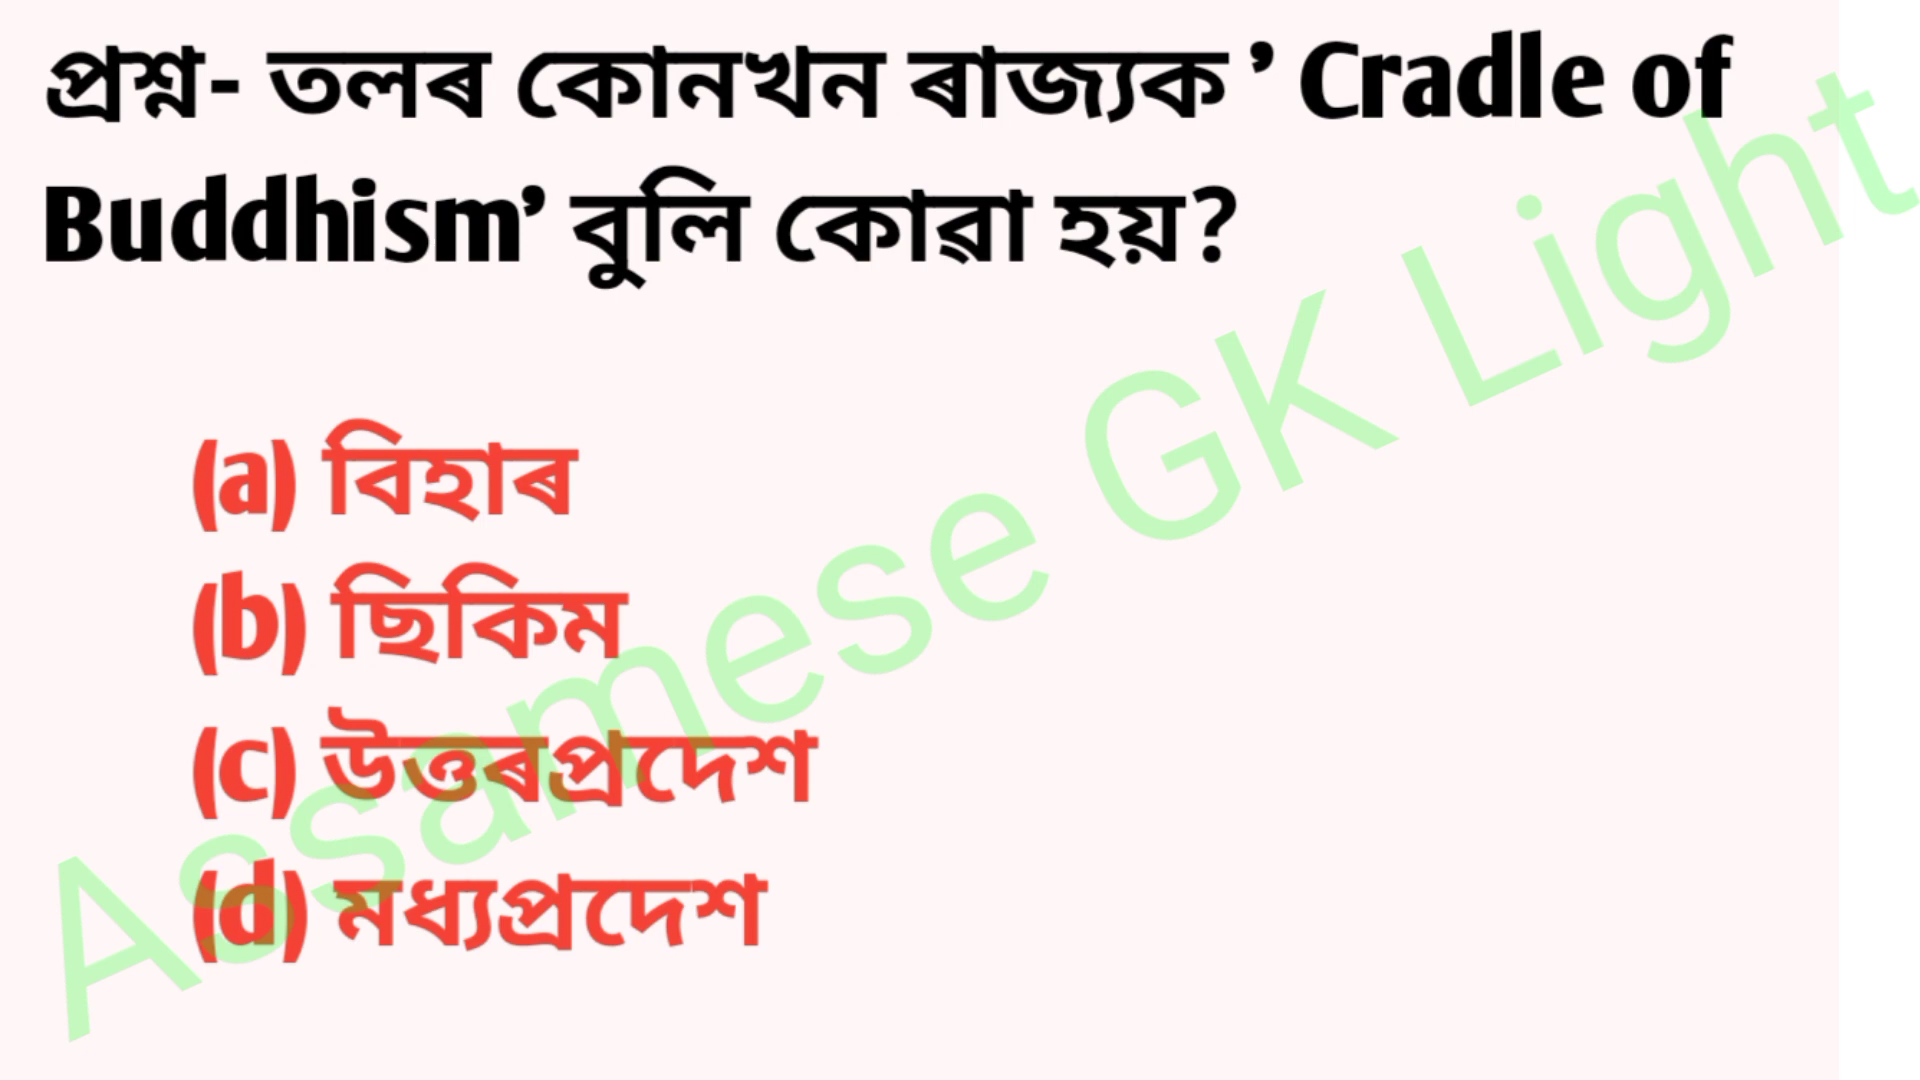 প্ৰশ্ন- তলৰ কোনখন ৰাজ্যক ’ Cradle of
Buddhism’ বুলি কোৱা হয়?
(a) বিহাৰ
(b) ছিকিম
(c) উত্তৰপ্ৰদেশ
(d) মধ্যপ্ৰদেশ
Assamese GK Light